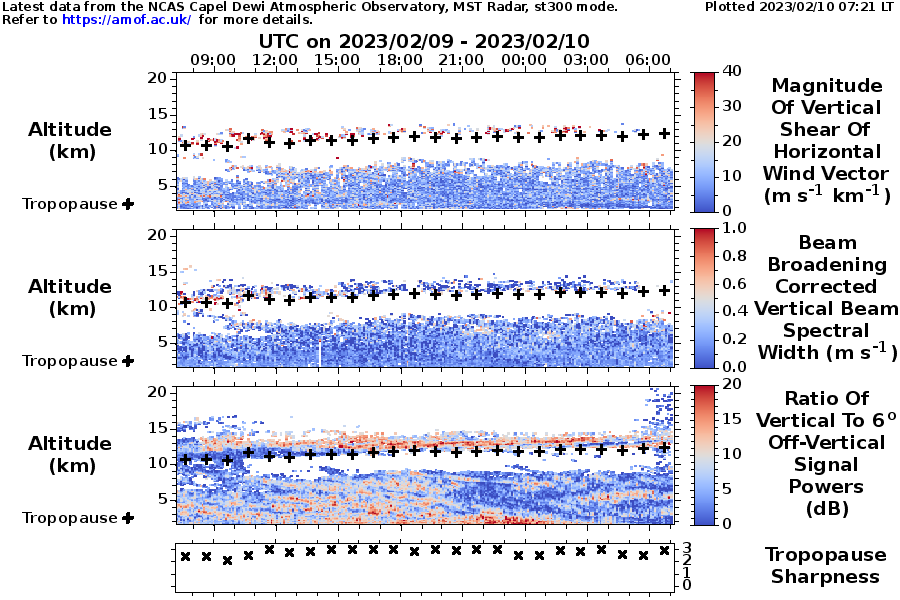 Latest data from the NCAS Capel Dewi Atmospheric Observatory, MST Radar, st300 mode.
Plotted 2023/02/10 07:21 LT
Refer to https://amof.ac.uk/ for more details.
UTC on 2023/02/09 - 2023/02/10
09:00 12:00 15:00 18:00 21:00 00:00 03:00 06:00
20
15
10
5
Altitude
(km)
Tropopause
40
30
20
10
0
Magnitude
Of Vertical
Shear Of
Horizontal
Wind Vector
(m s-1 km-1)
20
15
10
5
Altitude
(km)
Tropopause
1.0
0.8
0.6
0.4
0.2
0.0
Beam
Broadening
Corrected
Vertical Beam
Spectral
Width (m s-1)
20
15
10
5
Altitude
(km)
Tropopause
20
15
10
5
0
Ratio Of
Vertical To 6o
Off-Vertical
Signal
Powers
(dB)
3
2
1
0
Tropopause
Sharpness